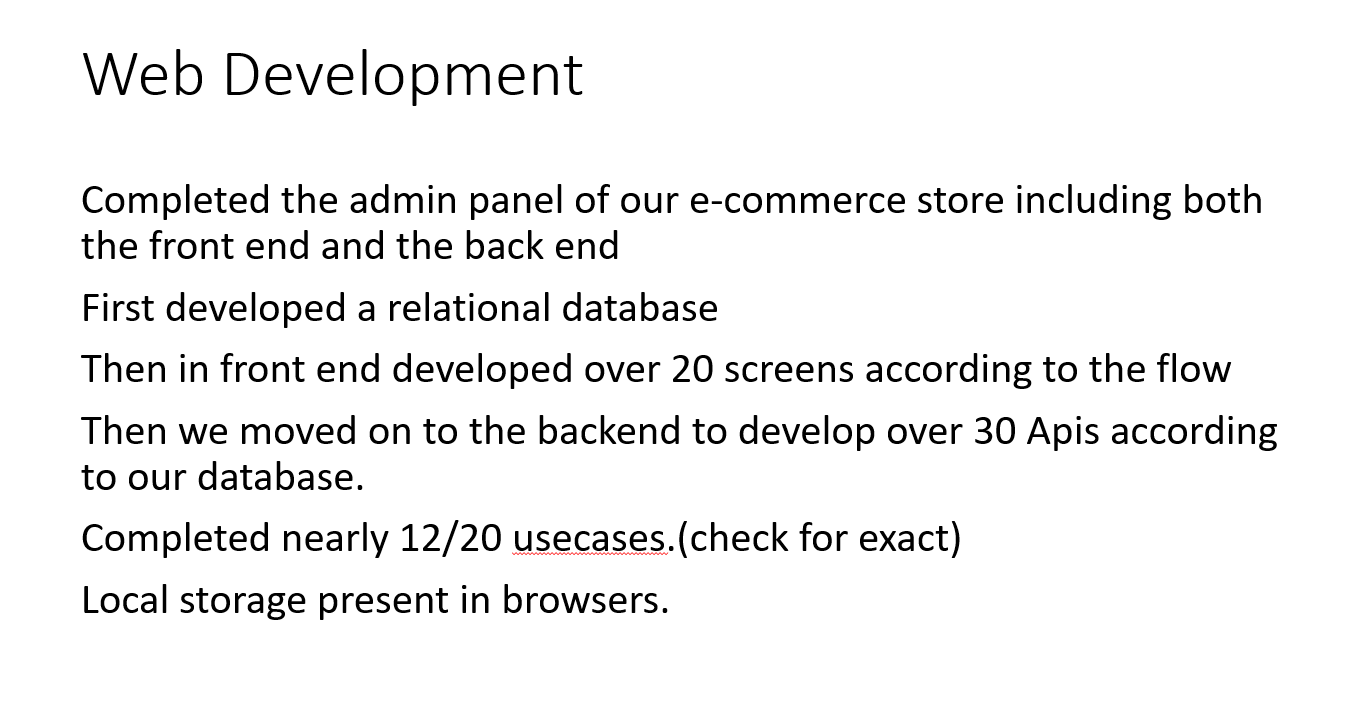 Web Development
Completed the admin panel of our e-commerce store including both
the front end and the back end
First developed a relational database
Then in front end developed over 20 screens according to the flow
Then we moved on to the backend to develop over 30 Apis according
to our database.
Completed nearly 12/20 usecases.(check for exact)
Local storage present in browsers.